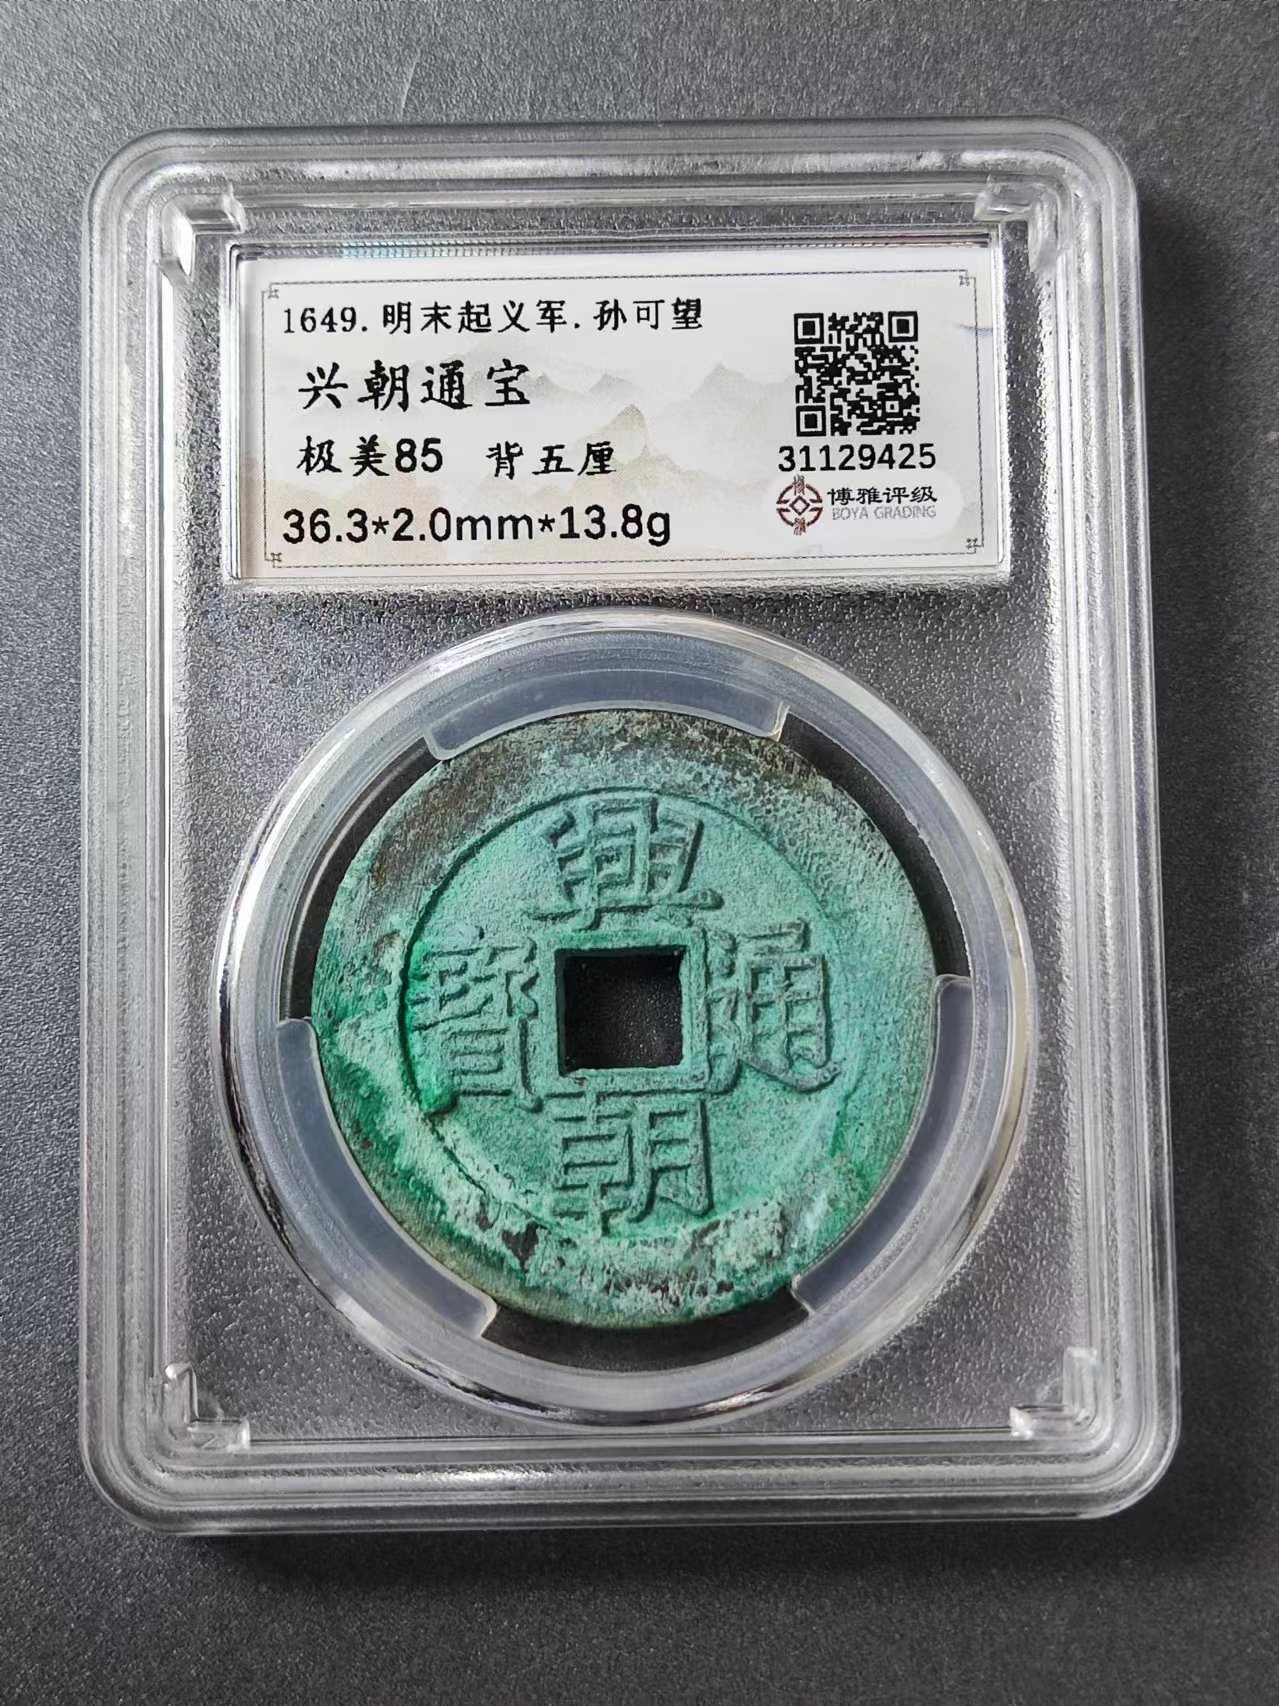 1649.明末起义军.孙可望
兴朝通宝
极美85 背五厘
36.3*2.0mm*13.8g
31129425
博雅评级
BOYA GRADING
興朝通寶